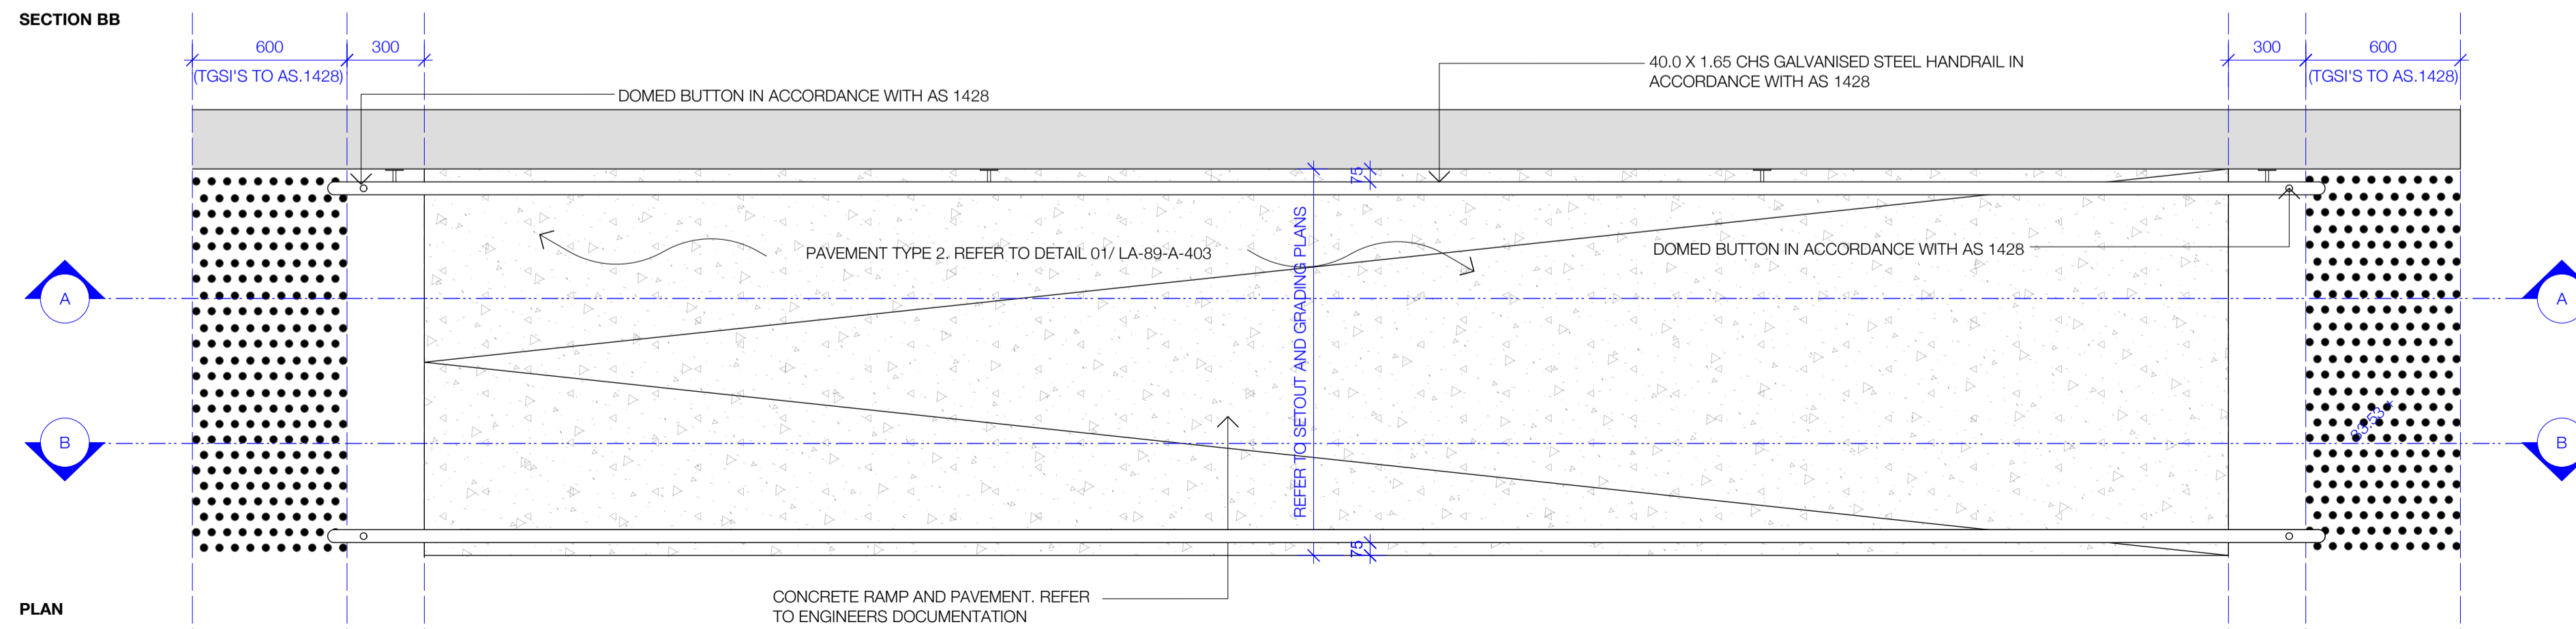 SECTION BB
600
300
(TGSI'S TO AS.1428)
300
600
(TGSI'S TO AS.1428)
40.0 X 1.65 CHS GALVANISED STEEL HANDRAIL IN
ACCORDANCE WITH AS 1428
DOMED BUTTON IN ACCORDANCE WITH AS 1428
75
PAVEMENT TYPE 2. REFER TO DETAIL 01/ LA-89-A-403
REFER TO SETOUT AND GRADING PLANS
DOMED BUTTON IN ACCORDANCE WITH AS 1428
A
A
B
B
75
CONCRETE RAMP AND PAVEMENT. REFER
TO ENGINEERS DOCUMENTATION
PLAN